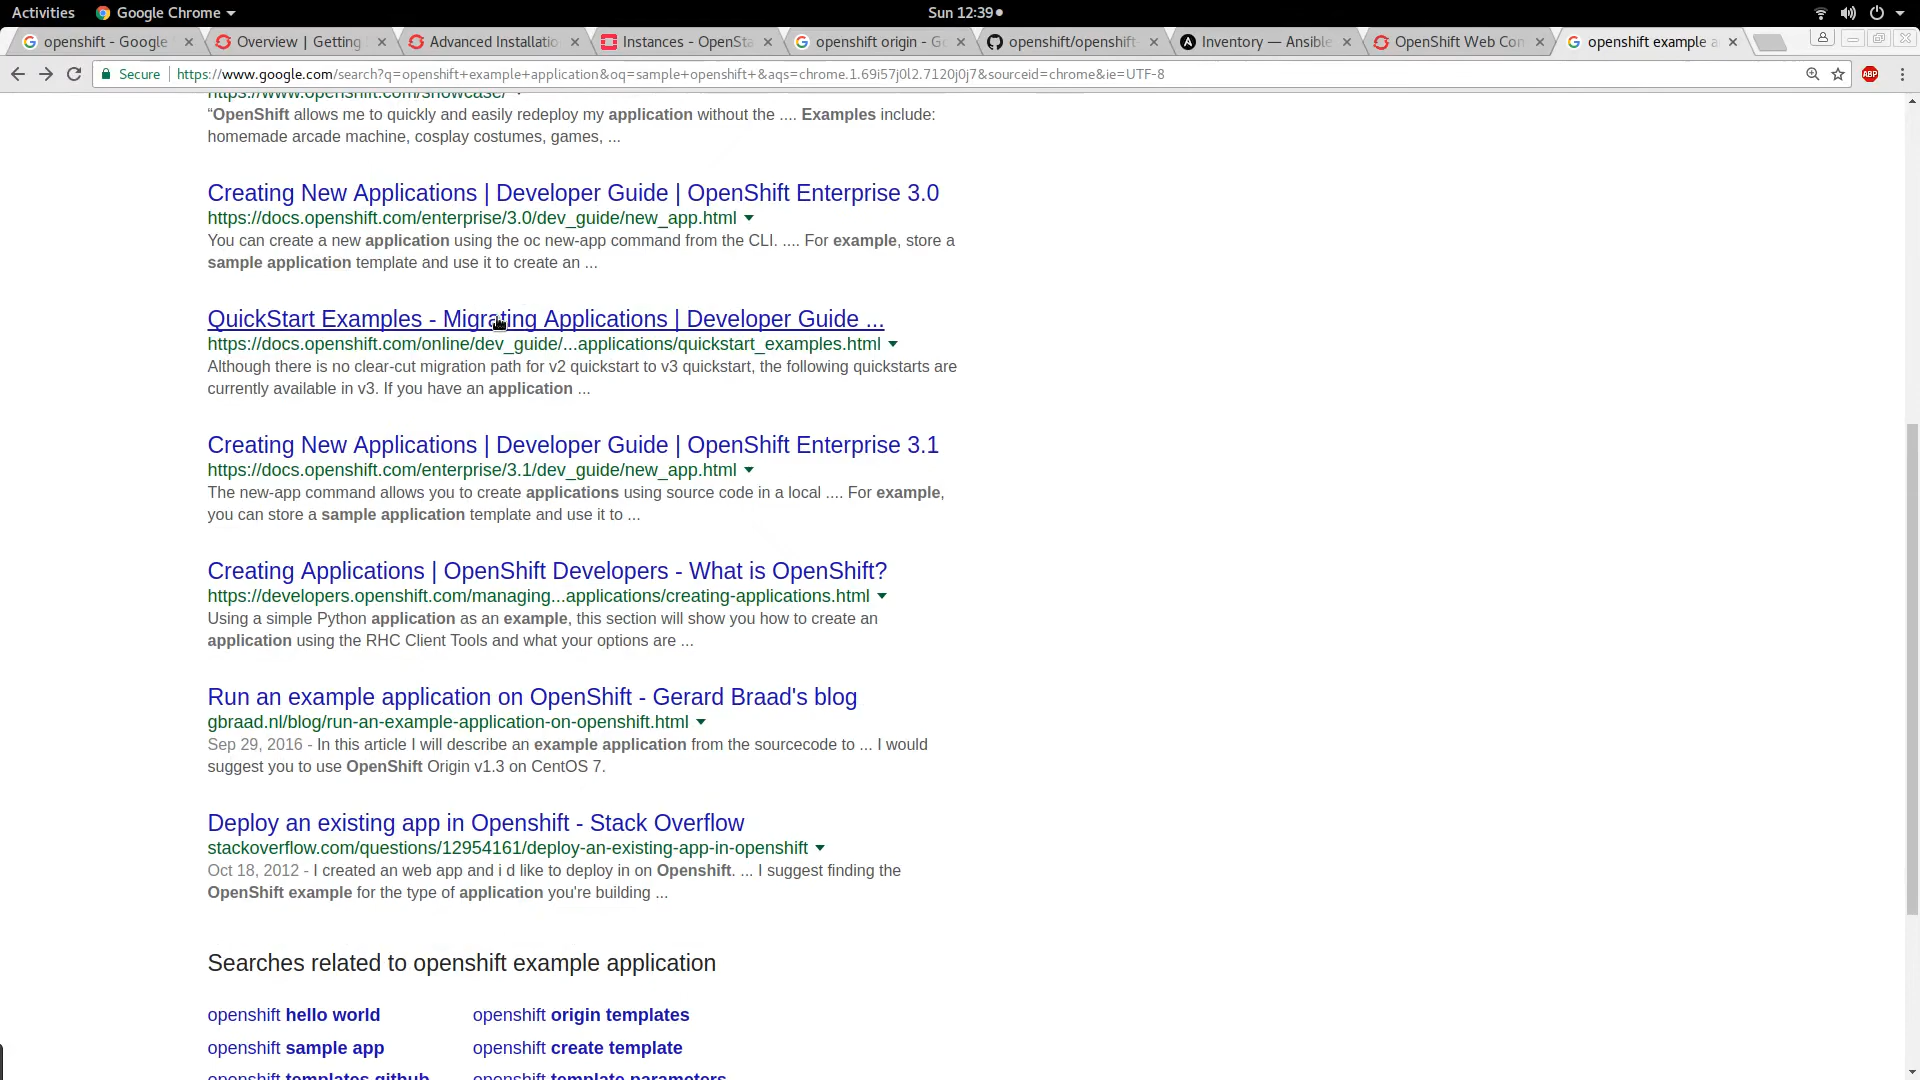 Activities Google Chrome Sun 12:39
openshift - Google
Overview | Getting
Advanced Installatio
Instances - OpenSta
openshift origin - G
openshift/openshift-
Inventory — Ansible
OpenShift Web Con
openshift example a
Secure https://www.google.com/search?q=openshift+example+application&oq=sample+openshift+&aqs=chrome.1.69i57j0l2.7120j0j7&sourceid=chrome&ie=UTF-8
ABP
https://www.openshift.com/showcase/
“OpenShift allows me to quickly and easily redeploy my application without the .... Examples include:
homemade arcade machine, cosplay costumes, games, ...
Creating New Applications | Developer Guide | OpenShift Enterprise 3.0
https://docs.openshift.com/enterprise/3.0/dev_guide/new_app.html
You can create a new application using the oc new-app command from the CLI. .... For example, store a
sample application template and use it to create an ...
QuickStart Examples - Migrating Applications | Developer Guide ...
https://docs.openshift.com/online/dev_guide/...applications/quickstart_examples.html
Although there is no clear-cut migration path for v2 quickstart to v3 quickstart, the following quickstarts are
currently available in v3. If you have an application ...
Creating New Applications | Developer Guide | OpenShift Enterprise 3.1
https://docs.openshift.com/enterprise/3.1/dev_guide/new_app.html
The new-app command allows you to create applications using source code in a local .... For example,
you can store a sample application template and use it to ...
Creating Applications | OpenShift Developers - What is OpenShift?
https://developers.openshift.com/managing...applications/creating-applications.html
Using a simple Python application as an example, this section will show you how to create an
application using the RHC Client Tools and what your options are ...
Run an example application on OpenShift - Gerard Braad's blog
gbraad.nl/blog/run-an-example-application-on-openshift.html
Sep 29, 2016 - In this article I will describe an example application from the sourcecode to ... I would
suggest you to use OpenShift Origin v1.3 on CentOS 7.
Deploy an existing app in Openshift - Stack Overflow
stackoverflow.com/questions/12954161/deploy-an-existing-app-in-openshift
Oct 18, 2012 - I created an web app and i d like to deploy in on Openshift. ... I suggest finding the
OpenShift example for the type of application you're building ...
Searches related to openshift example application
openshift hello world
openshift origin templates
openshift sample app
openshift create template
openshift templates github
openshift template parameters